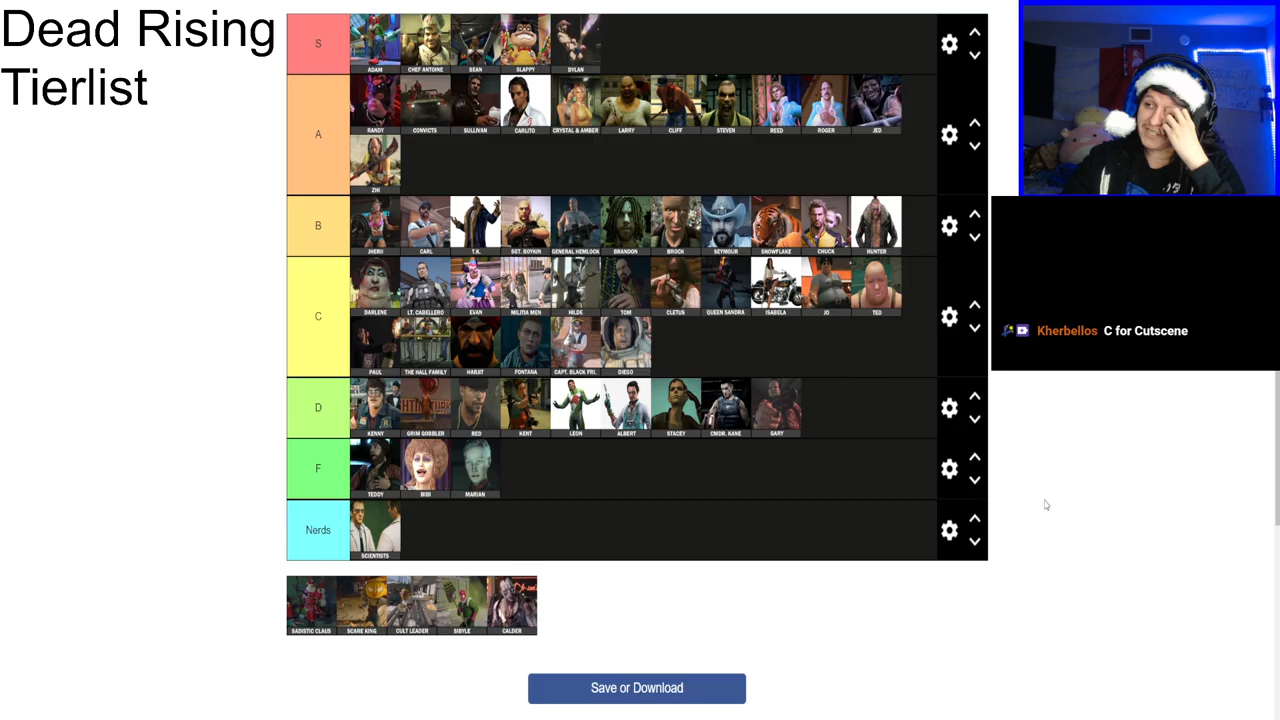 Dead Rising
Tierlist
S
ADAM CHEF ANTOINE SEAN SLAPPY DYLAN
A
RANDY CONVICTS SULLIVAN CARLITO CRYSTAL & AMBER LARRY CLIFF STEVEN REED ROGER JED
ZHI
B
JHERII CARL T.K. SGT. BOYKIN GENERAL HEMLOCK BRANDON BROCK SEYMOUR SNOWFLAKE CHUCK HUNTER
C
DARLENE LT. CABELLERO EVAN MILITIA MEN HILDE TOM CLETUS QUEEN SANDRA ISABELA JO TED
PAUL THE HALL FAMILY HARJIT FONTANA CAPT. BLACK FRI. DIEGO
D
KENNY GRIM GOBBLER RED KENT LEON ALBERT STACEY CMDR. KANE GARY
F
TEDDY BIBI MARIAN
Nerds
SCIENTISTS
SADISTIC CLAUS SCARE KING CULT LEADER SIBYLE CALDER
Save or Download
Kherbellos C for Cutscene